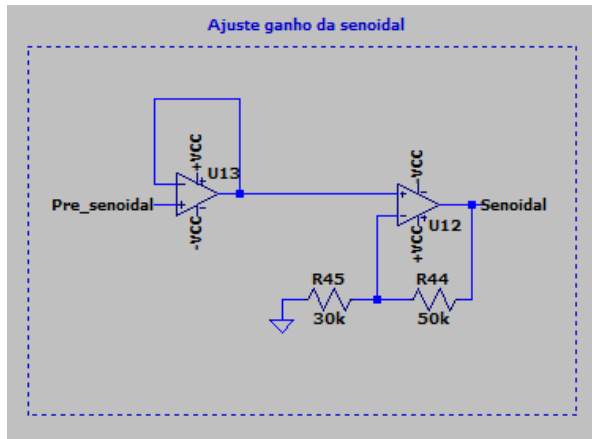 Ajuste ganho da senoidal
+VCC
U13
Pre_senoidal
-VCC
-VCC
Senoidal
U12
+VCC
R45
R44
30k
50k